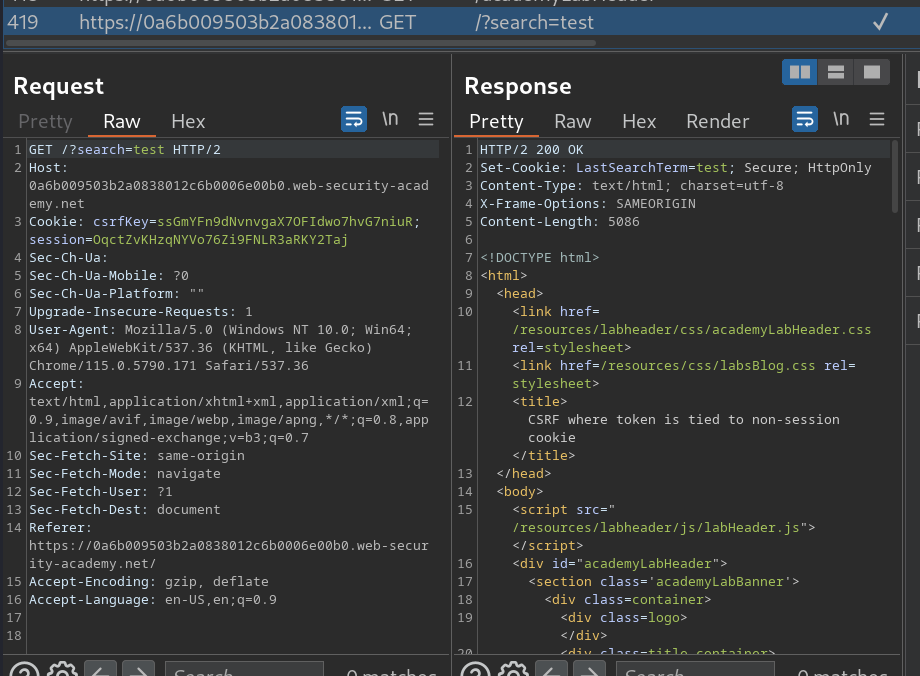 419 https://0a6b009503b2a083801... GET /?search=test
Request
Pretty Raw Hex \n
1 GET /?search=test HTTP/2
2 Host:
0a6b009503b2a0838012c6b0006e00b0.web-security-acad
emy.net
3 Cookie: csrfKey=ssGmYFn9dNvnvgaX7OFIdwo7hvG7niuR;
session=OqctZvKHzqNYVo76Zi9FNLR3aRKY2Taj
4 Sec-Ch-Ua:
5 Sec-Ch-Ua-Mobile: ?0
6 Sec-Ch-Ua-Platform: ""
7 Upgrade-Insecure-Requests: 1
8 User-Agent: Mozilla/5.0 (Windows NT 10.0; Win64;
x64) AppleWebKit/537.36 (KHTML, like Gecko)
Chrome/115.0.5790.171 Safari/537.36
9 Accept:
text/html,application/xhtml+xml,application/xml;q=
0.9,image/avif,image/webp,image/apng,*/*;q=0.8,app
lication/signed-exchange;v=b3;q=0.7
10 Sec-Fetch-Site: same-origin
11 Sec-Fetch-Mode: navigate
12 Sec-Fetch-User: ?1
13 Sec-Fetch-Dest: document
14 Referer:
https://0a6b009503b2a0838012c6b0006e00b0.web-secur
ity-academy.net/
15 Accept-Encoding: gzip, deflate
16 Accept-Language: en-US,en;q=0.9
17
18
Search... 0 matches
Response
Pretty Raw Hex Render \n
1 HTTP/2 200 OK
2 Set-Cookie: LastSearchTerm=test; Secure; HttpOnly
3 Content-Type: text/html; charset=utf-8
4 X-Frame-Options: SAMEORIGIN
5 Content-Length: 5086
6
7 <!DOCTYPE html>
8 <html>
9 <head>
10 <link href=
/resources/labheader/css/academyLabHeader.css
rel=stylesheet>
11 <link href=/resources/css/labsBlog.css rel=
stylesheet>
12 <title>
CSRF where token is tied to non-session
cookie
</title>
13 </head>
14 <body>
15 <script src="
/resources/labheader/js/labHeader.js">
</script>
16 <div id="academyLabHeader">
17 <section class='academyLabBanner'>
18 <div class=container>
19 <div class=logo>
</div>
20 <div class=title-container>
Search... 0 matches